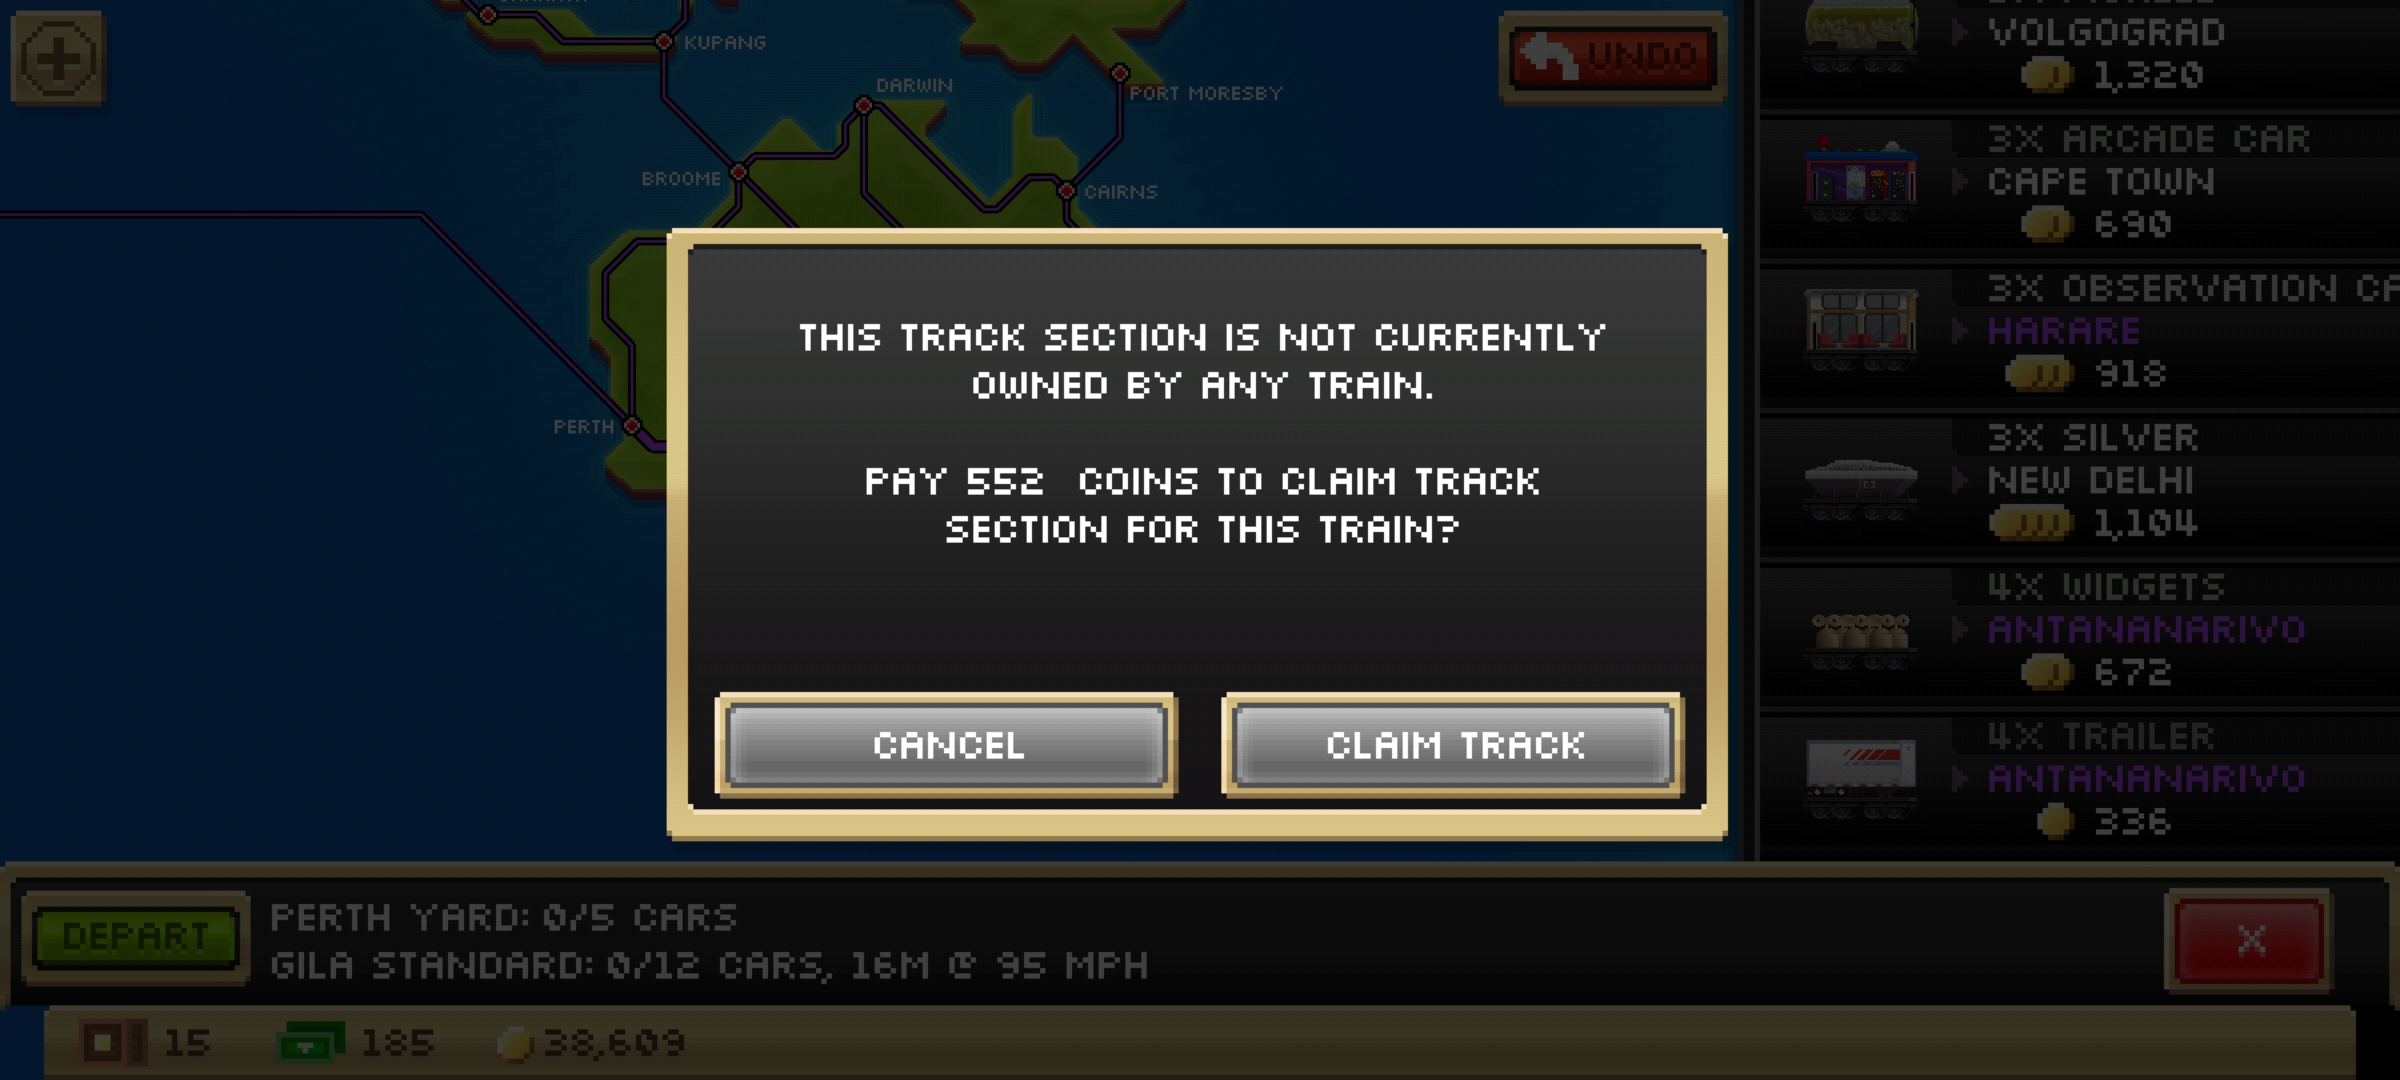 KUPANG
DARWIN
PORT MORESBY
BROOME
CAIRNS
PERTH
UNDO
VOLGOGRAD
1,320
3X ARCADE CAR
CAPE TOWN
690
3X OBSERVATION
HARARE
918
3X SILVER
NEW DELHI
1,104
4X WIDGETS
ANTANANARIVO
672
4X TRAILER
ANTANANARIVO
336
THIS TRACK SECTION IS NOT CURRENTLY
OWNED BY ANY TRAIN.
PAY 552 COINS TO CLAIM TRACK
SECTION FOR THIS TRAIN?
CANCEL
CLAIM TRACK
DEPART
PERTH YARD: 0/5 CARS
GILA STANDARD: 0/12 CARS, 16M @ 95 MPH
X
15
185
38,609